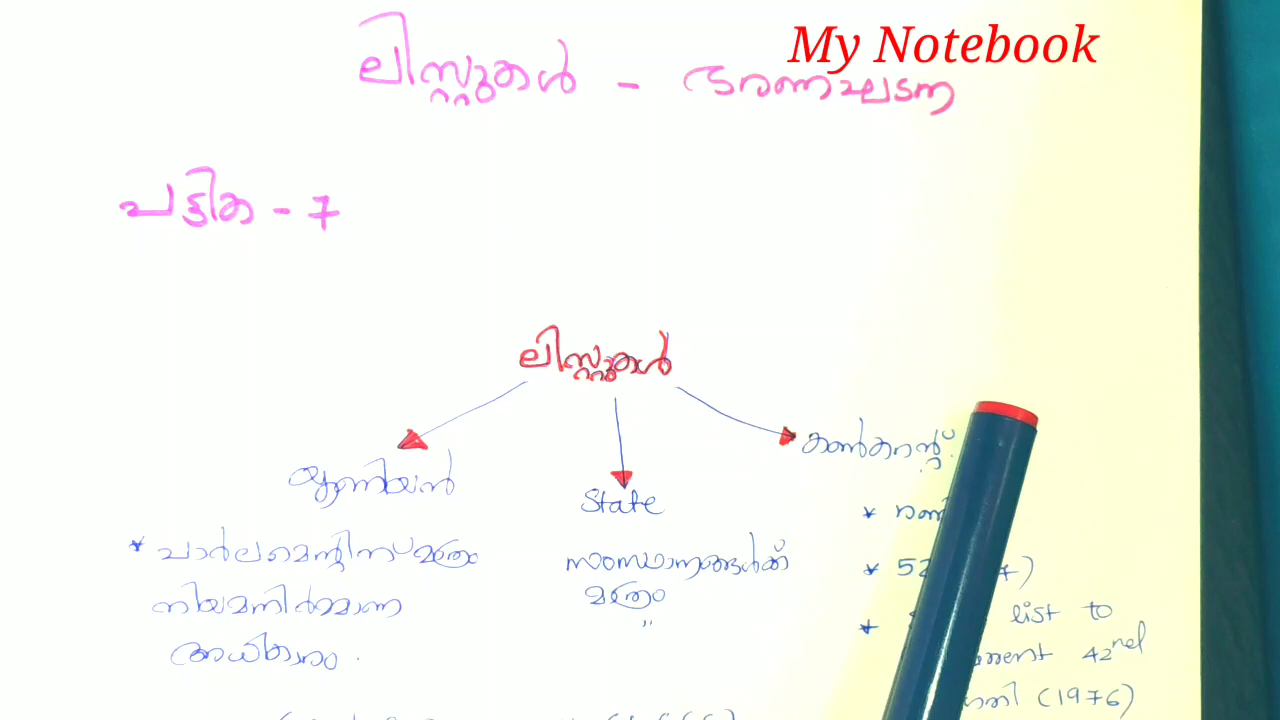 My Notebook
ലിസ്റ്റുകൾ - ഭരണഘടന
പട്ടിക - 7
ലിസ്റ്റുകൾ
യൂണിയൻ
* പാർലമെന്റിന് മാത്രം
നിയമനിർമ്മാണ
അധികാരം.
State
സംസ്ഥാനങ്ങൾക്ക്
മാത്രം
"
കൺകറന്റ്
*
* 52
* list to
42nd
(1976)